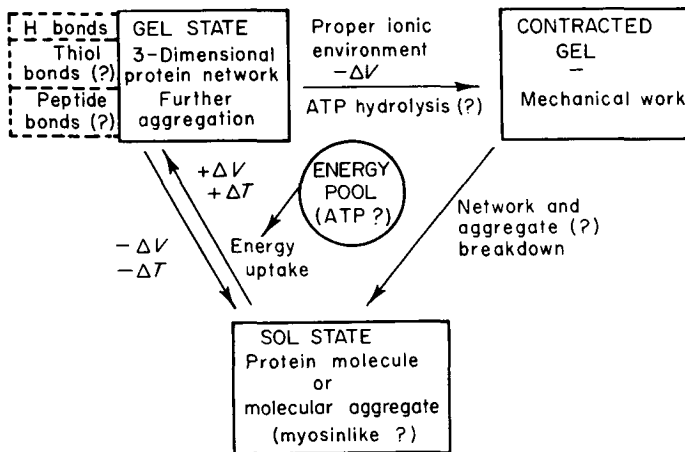 H bonds
Thiol
bonds (?)
Peptide
bonds (?)
GEL STATE
3-Dimensional
protein network
Further
aggregation
Proper ionic
environment
−ΔV
ATP hydrolysis (?)
CONTRACTED
GEL
–
Mechanical work
+ΔV
+ΔT
ENERGY
POOL
(ATP ?)
Energy
uptake
−ΔV
−ΔT
Network and
aggregate (?)
breakdown
SOL STATE
Protein molecule
or
molecular aggregate
(myosinlike ?)